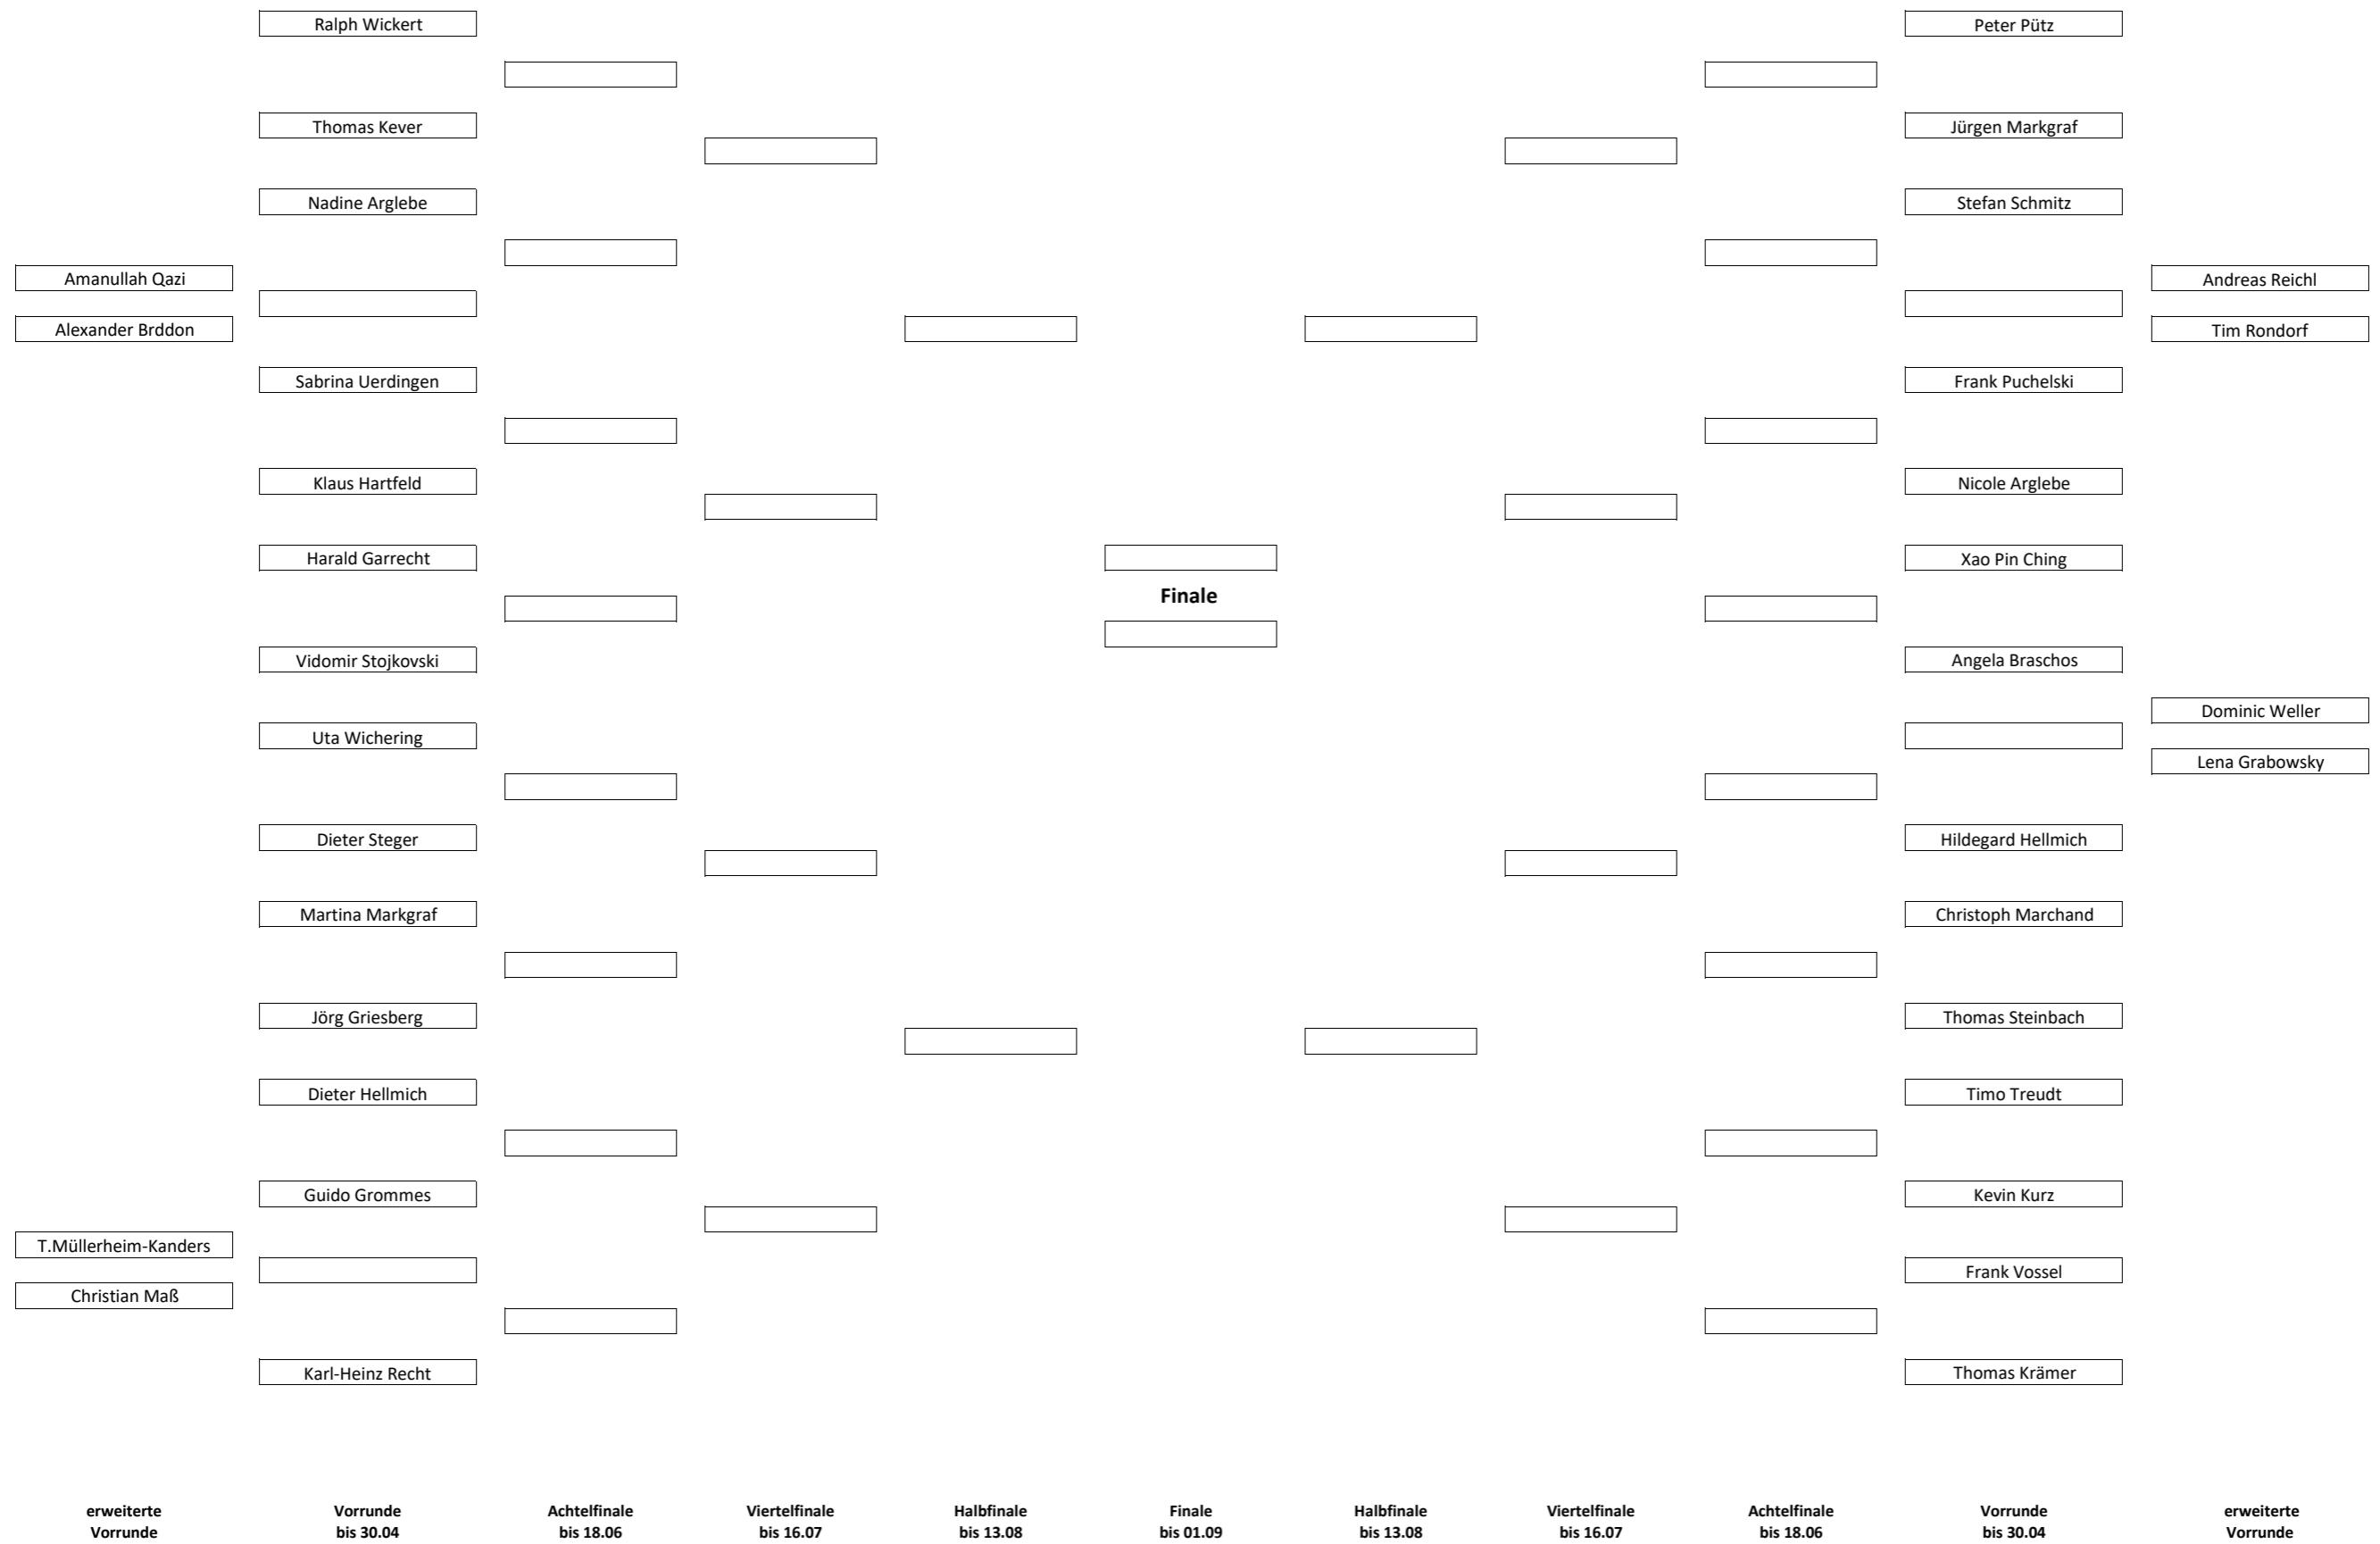 Ralph Wickert
Peter Pütz
Thomas Kever
Jürgen Markgraf
Nadine Arglebe
Stefan Schmitz
Amanullah Qazi
Andreas Reichl
Alexander Brddon
Tim Rondorf
Sabrina Uerdingen
Frank Puchelski
Klaus Hartfeld
Nicole Arglebe
Harald Garrecht
Xao Pin Ching
Finale
Vidomir Stojkovski
Angela Braschos
Dominic Weller
Uta Wichering
Lena Grabowsky
Dieter Steger
Hildegard Hellmich
Martina Markgraf
Christoph Marchand
Jörg Griesberg
Thomas Steinbach
Dieter Hellmich
Timo Treudt
Guido Grommes
Kevin Kurz
T.Müllerheim-Kanders
Frank Vossel
Christian Maß
Karl-Heinz Recht
Thomas Krämer
erweiterte Vorrunde Achtelfinale Viertelfinale Halbfinale Finale Halbfinale Viertelfinale Achtelfinale Vorrunde erweiterte
Vorrunde bis 30.04 bis 18.06 bis 16.07 bis 13.08 bis 01.09 bis 13.08 bis 16.07 bis 18.06 bis 30.04 Vorrunde